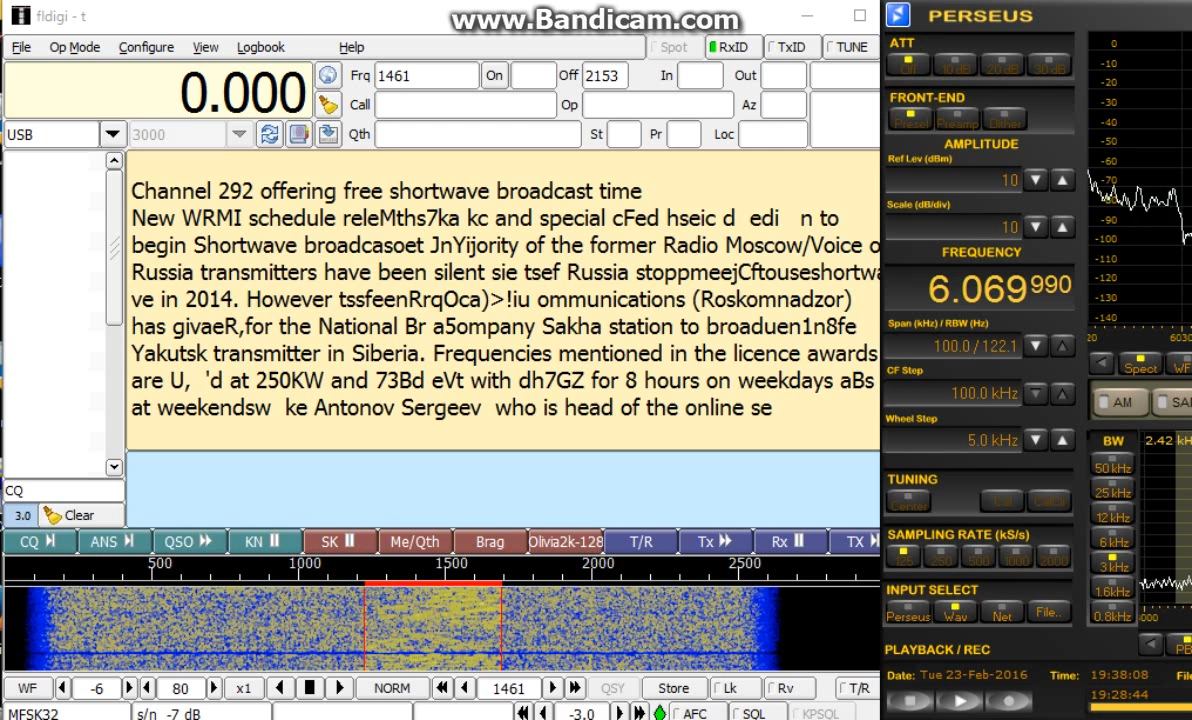 fldigi - t
www.Bandicam.com
File Op Mode Configure View Logbook Help Spot RxID TxID TUNE
0.000 Frq 1461 On Off 2153 In Out
Call Op Az
USB 3000 Qth St Pr Loc
Channel 292 offering free shortwave broadcast time
New WRMI schedule releMths7ka kc and special cFed hseic d edi n to
begin Shortwave broadcasoet JnYijority of the former Radio Moscow/Voice o
Russia transmitters have been silent sie tsef Russia stoppmeejCftouseshortwa
ve in 2014. However tssfeenRrqOca)>!iu ommunications (Roskomnadzor)
has givaeR,for the National Br a5ompany Sakha station to broaduen1n8fe
Yakutsk transmitter in Siberia. Frequencies mentioned in the licence awards
are U, 'd at 250KW and 73Bd eVt with dh7GZ for 8 hours on weekdays aBs
at weekendsw ke Antonov Sergeev who is head of the online se
CQ
3.0 Clear
CQ ANS QSO KN SK Me/Qth Brag Olivia2k-128 T/R Tx Rx TX
500 1000 1500 2000 2500
WF -6 80 x1 NORM 1461 QSY Store Lk Rv T/R
MFSK32 s/n -7 dB -3.0 AFC SQL KPSQL
PERSEUS
ATT
Off 10 dB 20 dB 30 dB
FRONT-END
Presel Preamp Dither
AMPLITUDE
Ref Lev (dBm)
10
Scale (dB/div)
10
FREQUENCY
6.069990
Span (kHz) / RBW (Hz)
100.0 / 122.1
CF Step
100.0 kHz
Wheel Step
5.0 kHz
TUNING
Center
SAMPLING RATE (kS/s)
125 250 500 1000 2000
INPUT SELECT
Perseus Wav Net File..
PLAYBACK / REC
Date: Tue 23-Feb-2016 Time: 19:38:08 File
19:28:44
0
-10
-20
-30
-40
-50
-60
-70
-80
-90
-100
-110
-120
-130
-140
20 6030
Spect WF
AM SA
BW 2.42 kH
50 kHz
25 kHz
12 kHz
6 kHz
3 kHz
1.6kHz
0.8kHz
000
PB